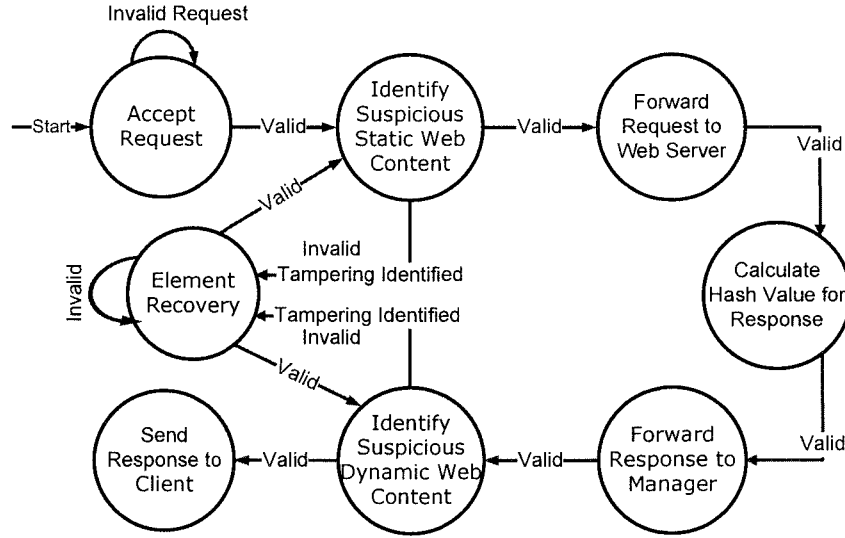 Invalid Request
Accept
Request
Start
Valid
Identify
Suspicious
Static Web
Content
Valid
Forward
Request to
Web Server
Valid
Valid
Invalid
Element
Recovery
Invalid
Tampering Identified
Tampering Identified
Invalid
Calculate
Hash Value for
Response
Valid
Valid
Send
Response to
Client
Valid
Identify
Suspicious
Dynamic Web
Content
Valid
Forward
Response to
Manager